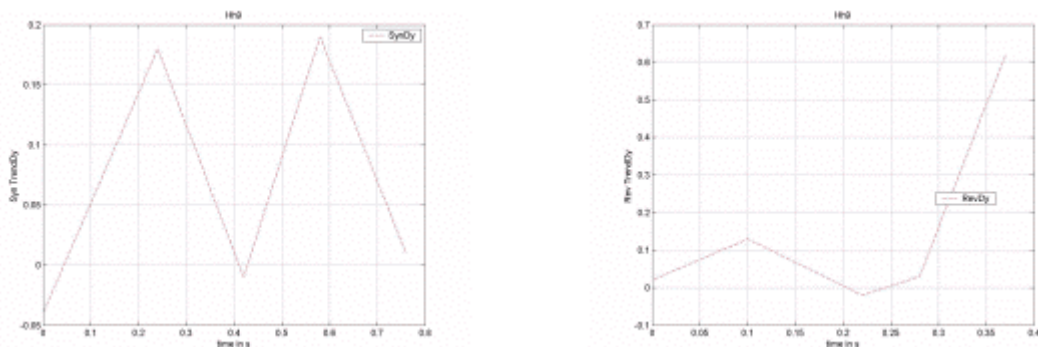 Hh9
0.2
SynDy
0.15
0.1
0.05
0
-0.05
Syn TrendDy
0 0.1 0.2 0.3 0.4 0.5 0.6 0.7 0.8
time in s
Hh9
0.7
0.6
0.5
0.4
0.3
0.2
0.1
0
-0.1
RevDy
Rev TrendDy
0 0.05 0.1 0.15 0.2 0.25 0.3 0.35 0.4
time in s